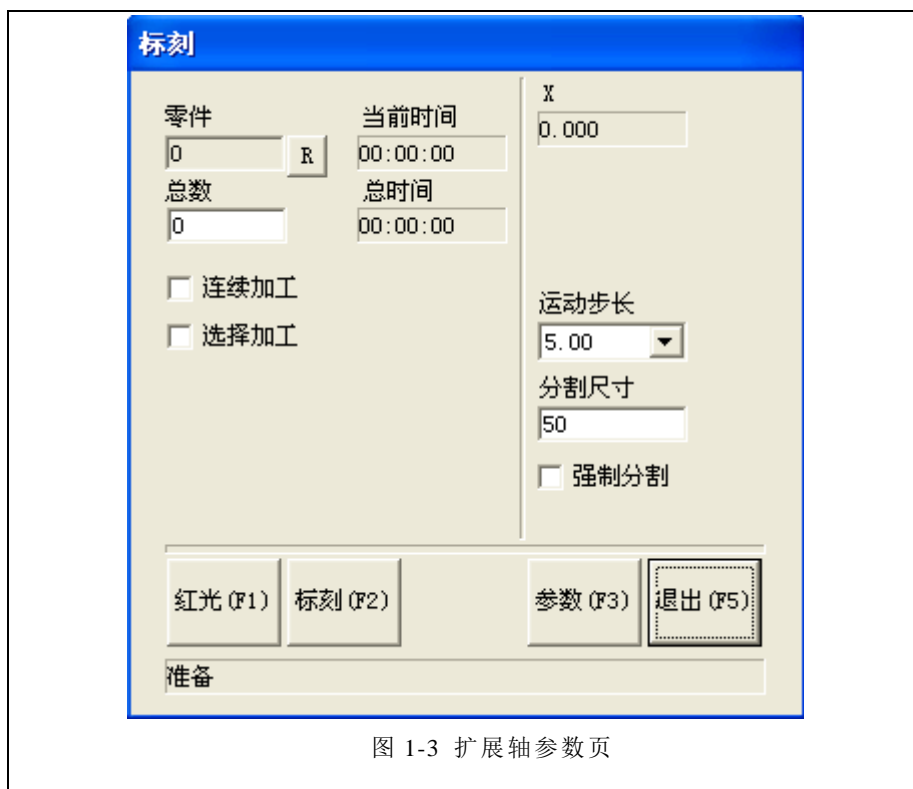 标刻
零件
当前时间
0
R
00:00:00
总数
总时间
0
00:00:00
连续加工
选择加工
X
0.000
运动步长
5.00
分割尺寸
50
强制分割
红光(F1)
标刻(F2)
参数(F3)
退出(F5)
准备
图 1-3 扩展轴参数页